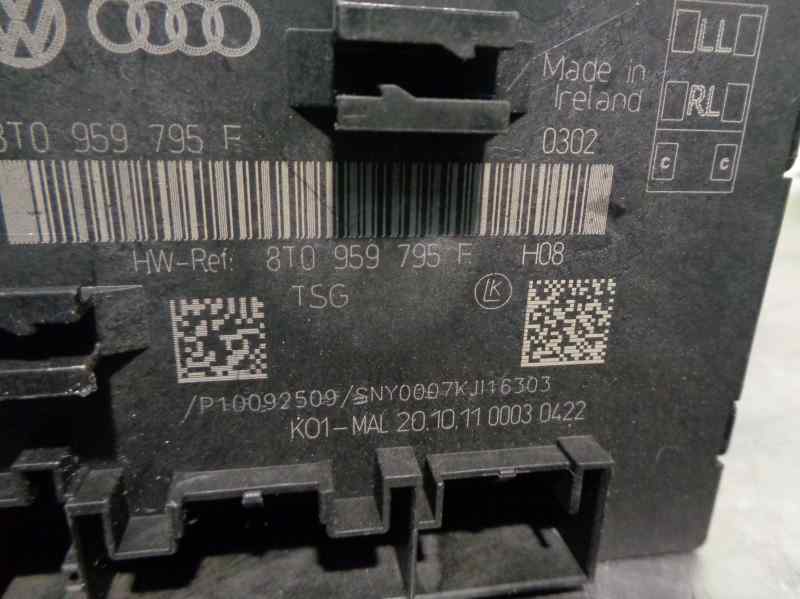 Made in
Ireland
LL
RL
C C
8T0 959 795 F 0302
HW-Ref: 8T0 959 795 F H08
TSG
LK
/P10092509/SNY0007KJI16303
K01-MAL 20.10.11 0003 0422